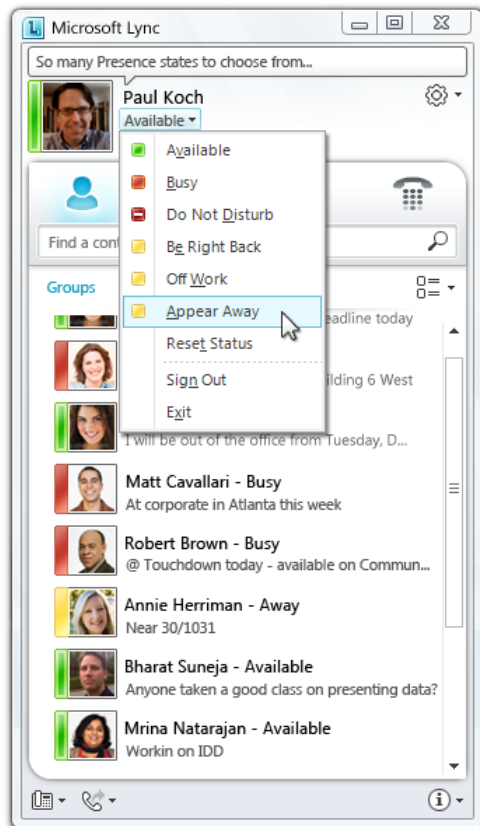 Microsoft Lync
So many Presence states to choose from...
Paul Koch
Available
Available
Busy
Do Not Disturb
Find a con
Be Right Back
Off Work
Groups
Appear Away
eadline today
Reset Status
Sign Out
ilding 6 West
Exit
I will be out of the office from Tuesday, D...
Matt Cavallari - Busy
At corporate in Atlanta this week
Robert Brown - Busy
@ Touchdown today - available on Commun...
Annie Herriman - Away
Near 30/1031
Bharat Suneja - Available
Anyone taken a good class on presenting data?
Mrina Natarajan - Available
Workin on IDD